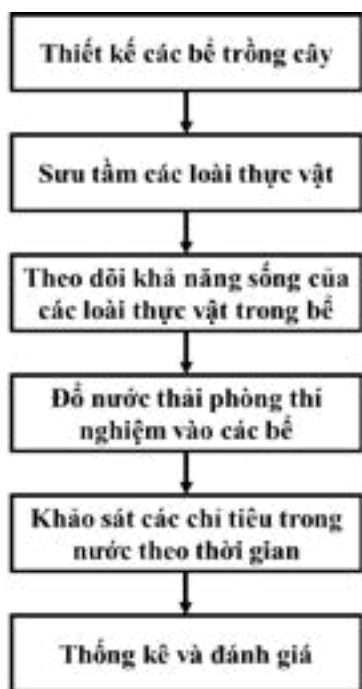 Thiết kế các bể trồng cây
Sưu tầm các loài thực vật
Theo dõi khả năng sống của
các loài thực vật trong bể
Đổ nước thải phòng thí
nghiệm vào các bể
Khảo sát các chỉ tiêu trong
nước theo thời gian
Thống kê và đánh giá